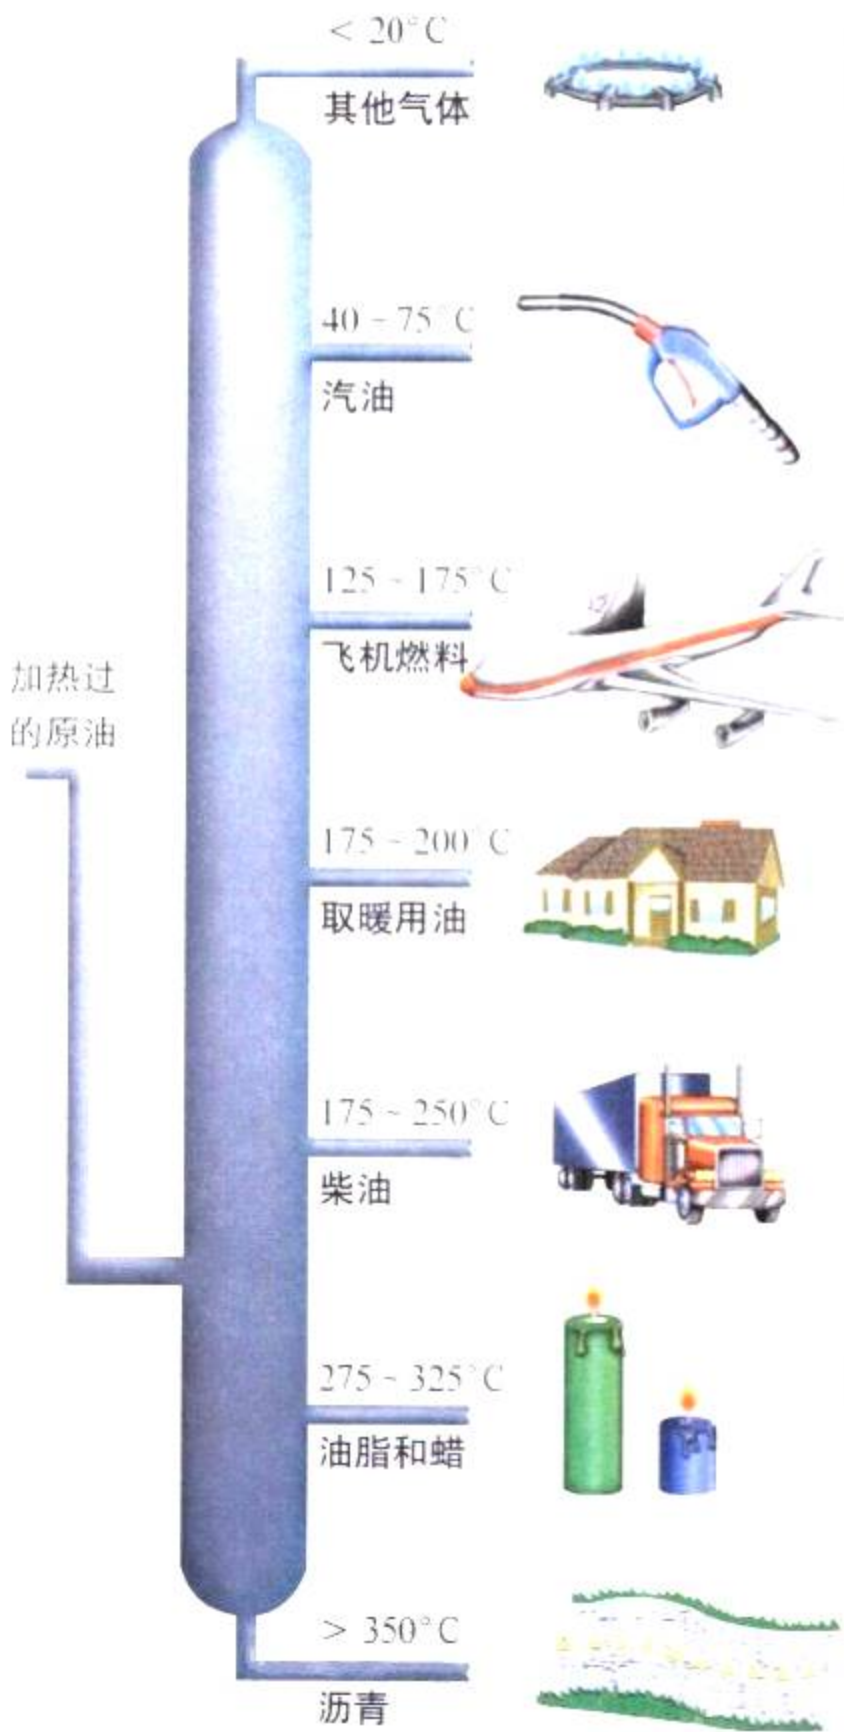 < 20°C
其他气体
40 ~ 75°C
汽油
125 ~ 175°C
飞机燃料
加热过
的原油
175 ~ 200°C
取暖用油
175 ~ 250°C
柴油
275 ~ 325°C
油脂和蜡
> 350°C
沥青